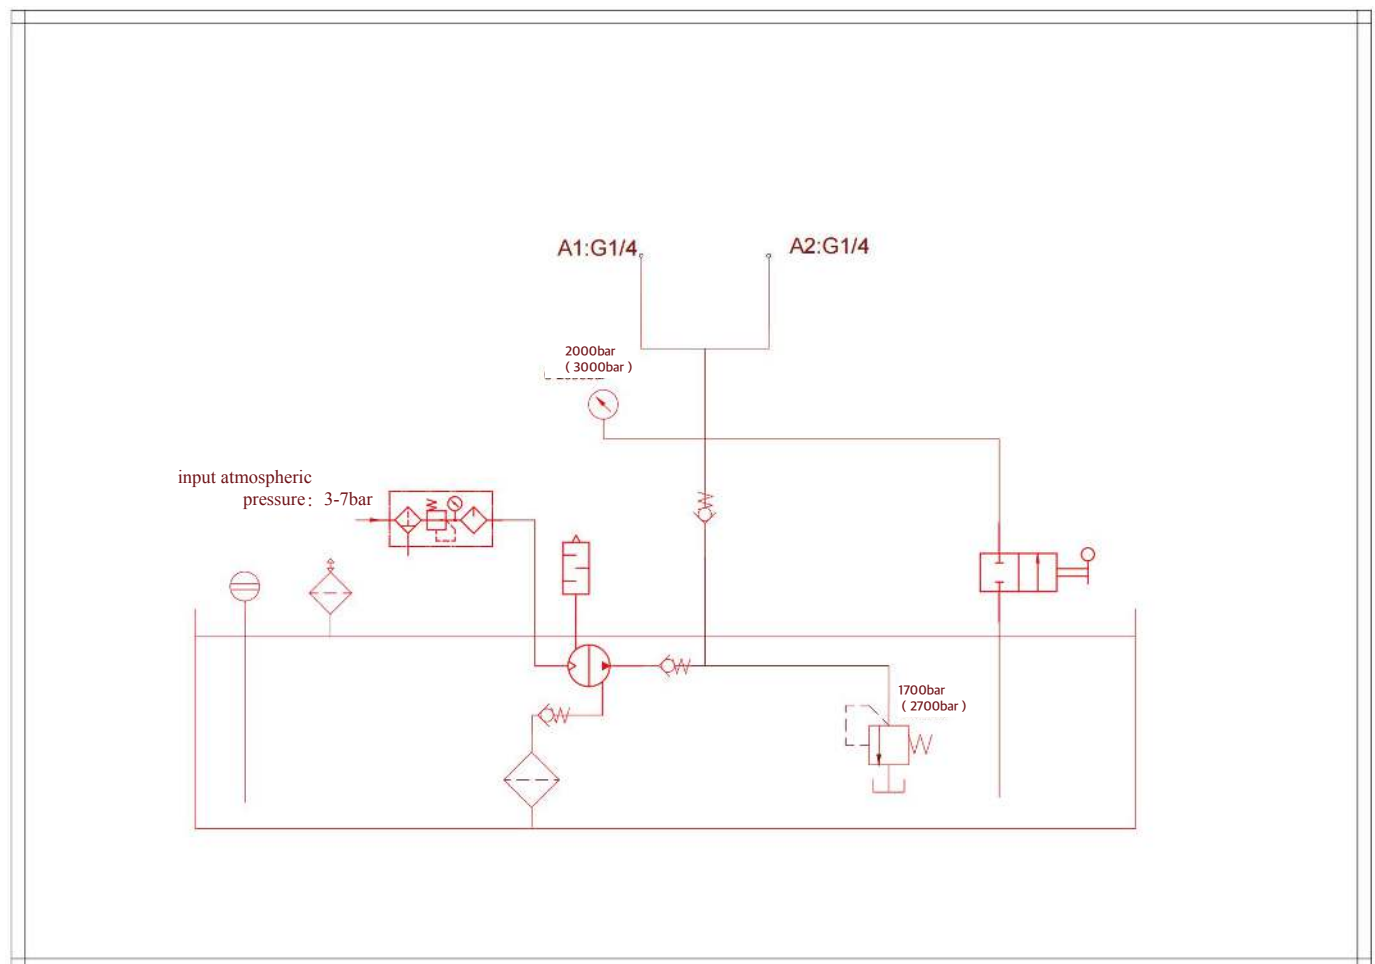 A1:G1/4
A2:G1/4
2000bar
( 3000bar )
input atmospheric
pressure: 3-7bar
1700bar
( 2700bar )